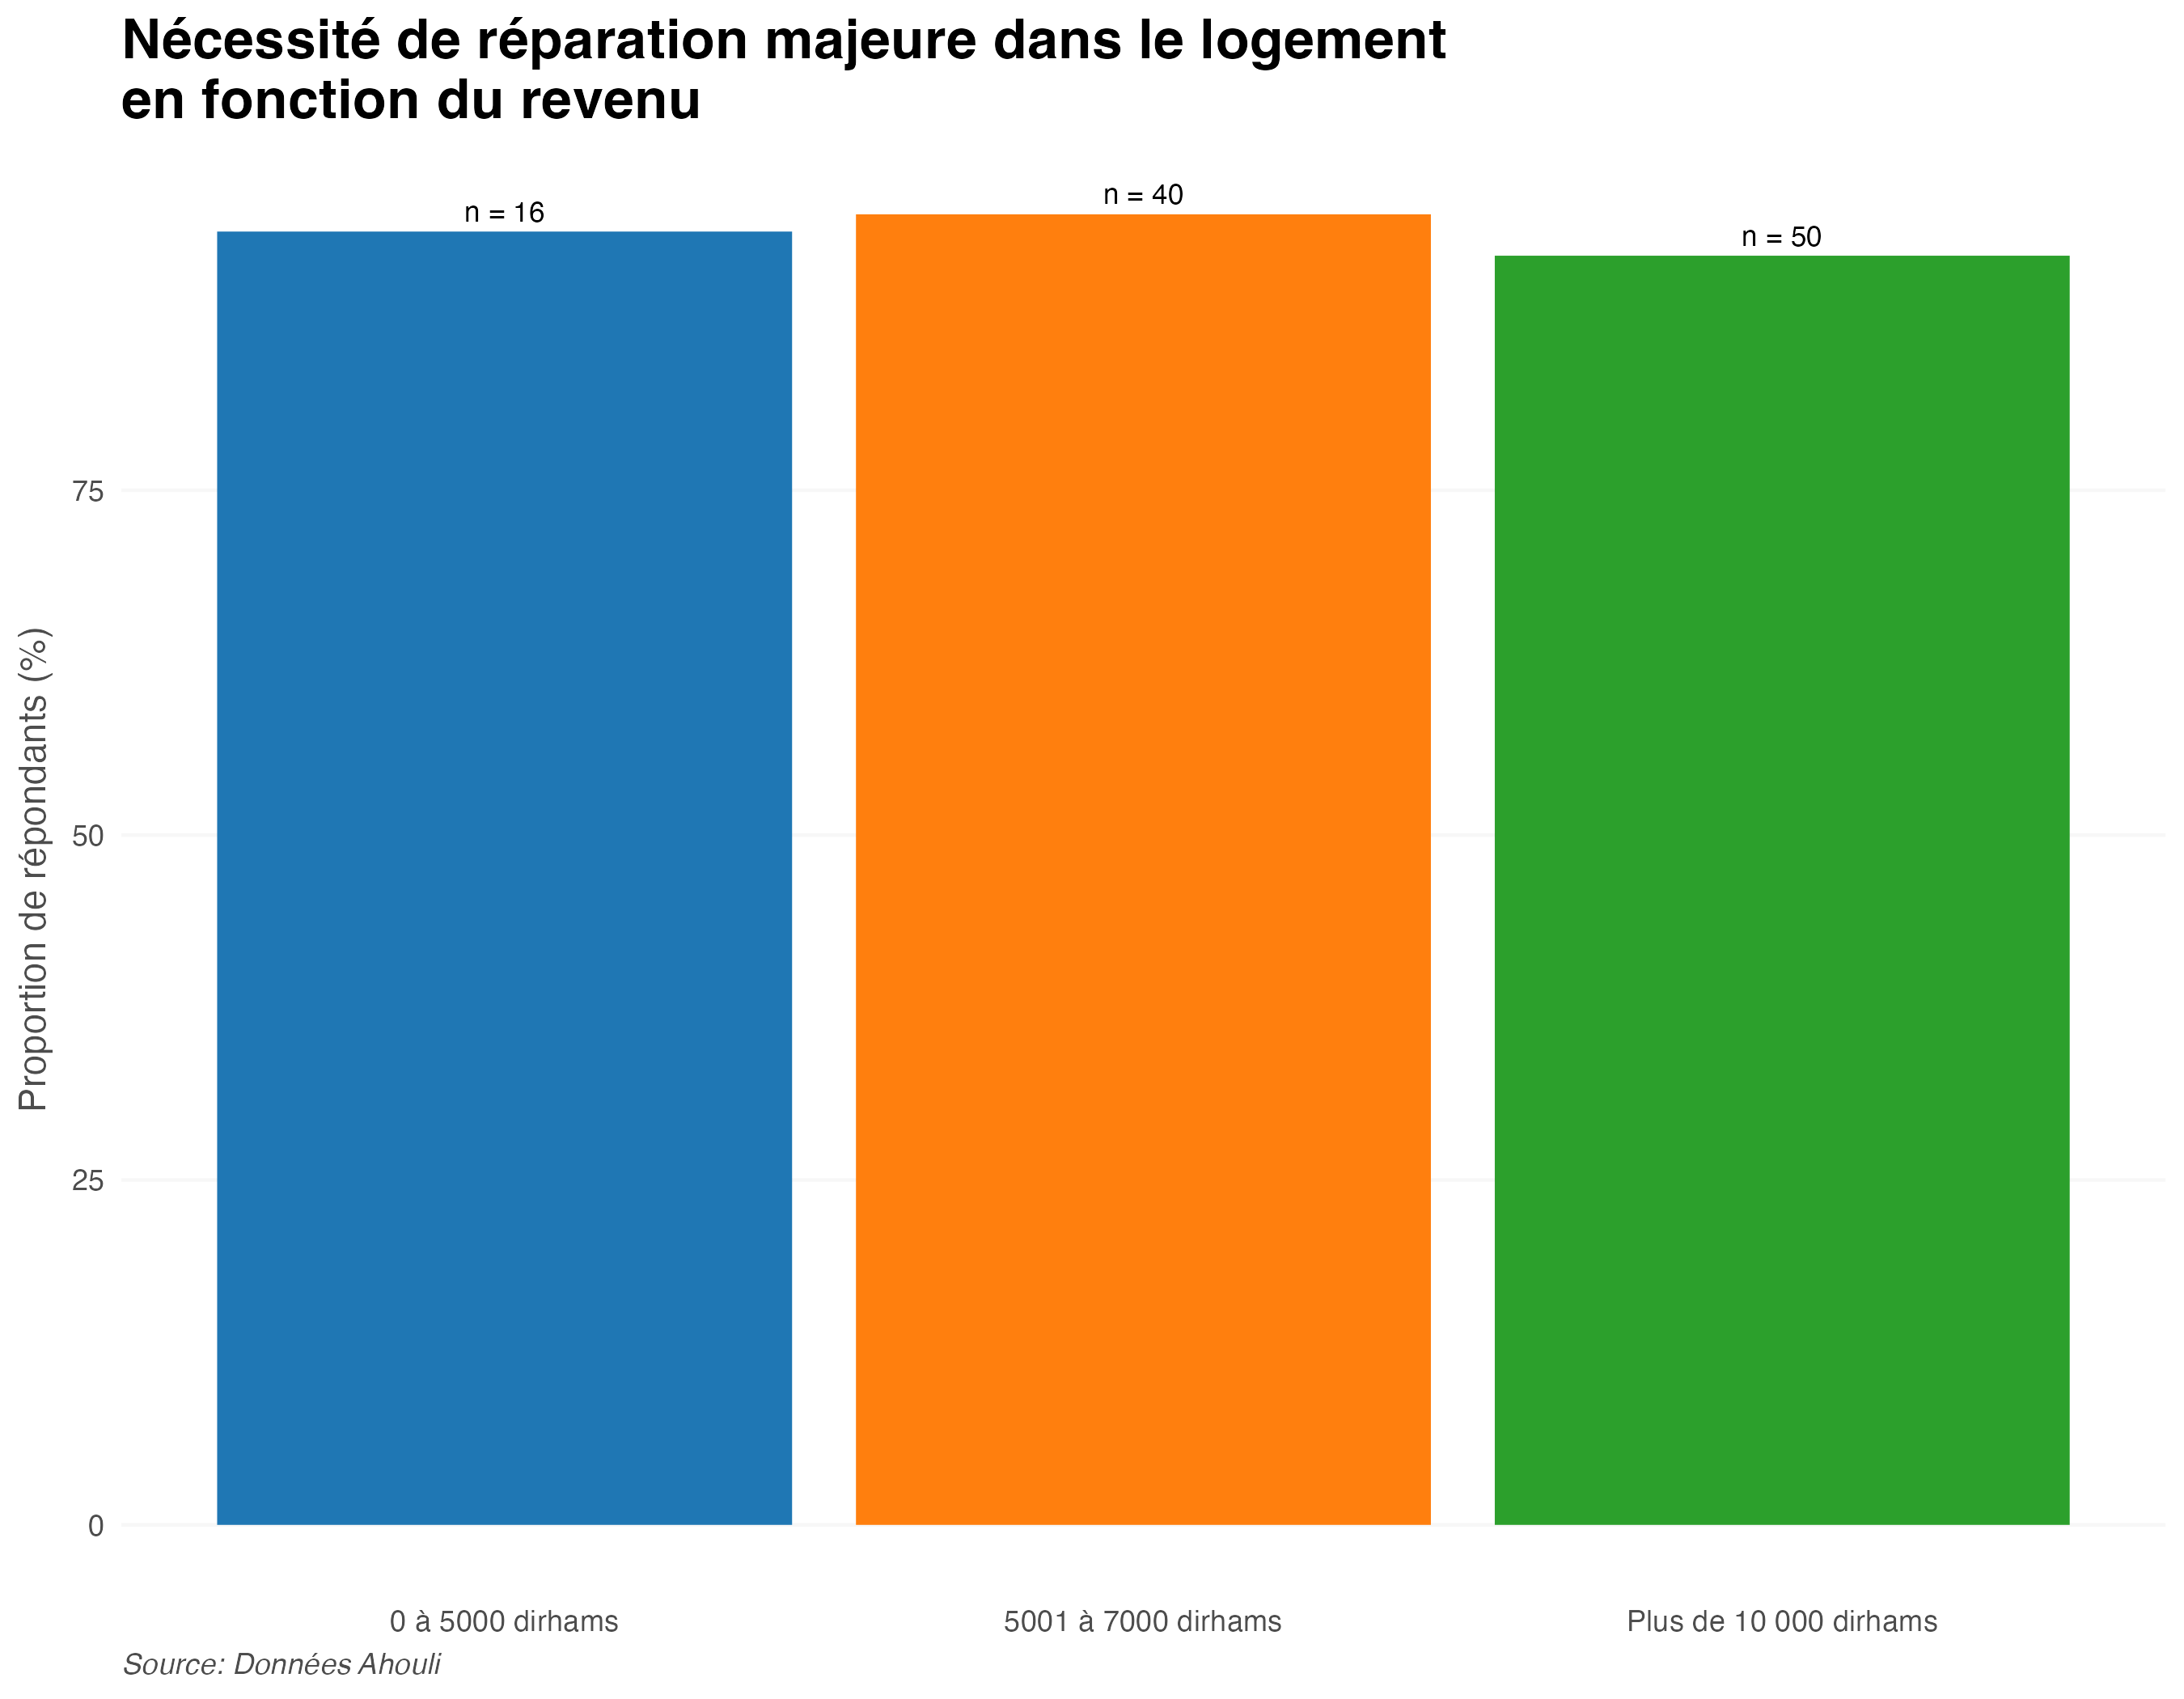 Nécessité de réparation majeure dans le logement
en fonction du revenu
n = 16
n = 40
n = 50
75
50
25
0
Proportion de répondants (%)
0 à 5000 dirhams
5001 à 7000 dirhams
Plus de 10 000 dirhams
Source: Données Ahouli